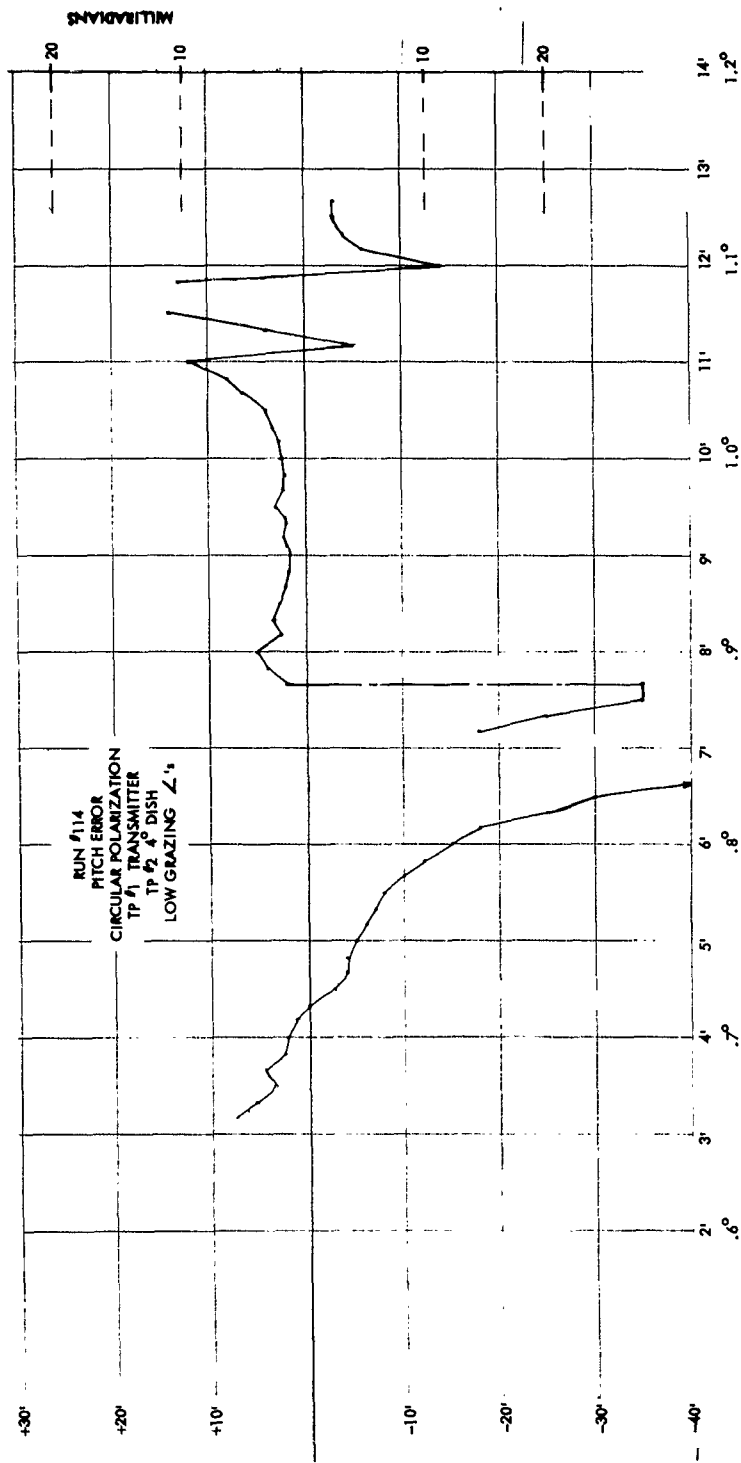 RUN #114
PITCH ERROR
CIRCULAR POLARIZATION
TP #1 TRANSMITTER
TP #2 4° DISH
LOW GRAZING ∠'s
MILLIRADIANS
20
10
10
20
+30'
+20'
+10'
-10'
-20'
-30'
-40'
2' 3' 4' 5' 6' 7' 8' 9' 10' 11' 12' 13' 14'
.6° .7° .8° .9° 1.0° 1.1° 1.2°